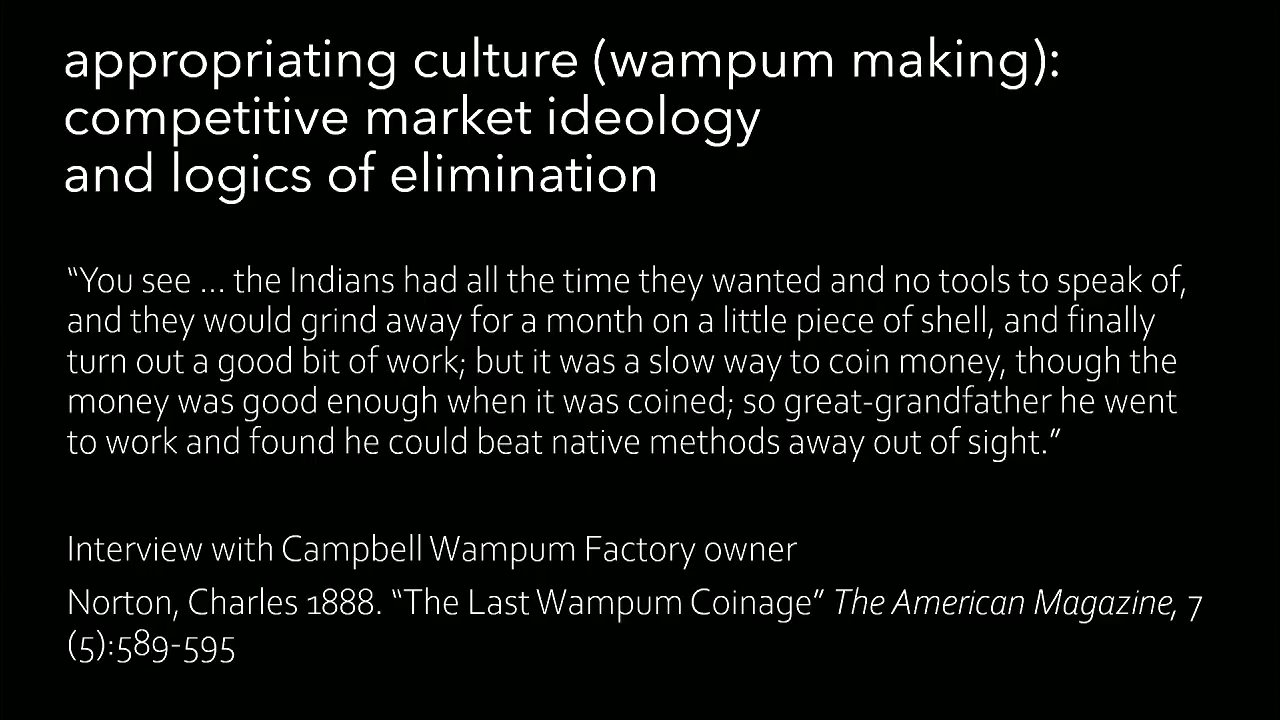 appropriating culture (wampum making):
competitive market ideology
and logics of elimination
“You see ... the Indians had all the time they wanted and no tools to speak of,
and they would grind away for a month on a little piece of shell, and finally
turn out a good bit of work; but it was a slow way to coin money, though the
money was good enough when it was coined; so great-grandfather he went
to work and found he could beat native methods away out of sight.”
Interview with Campbell Wampum Factory owner
Norton, Charles 1888. “The Last Wampum Coinage” The American Magazine, 7
(5):589-595